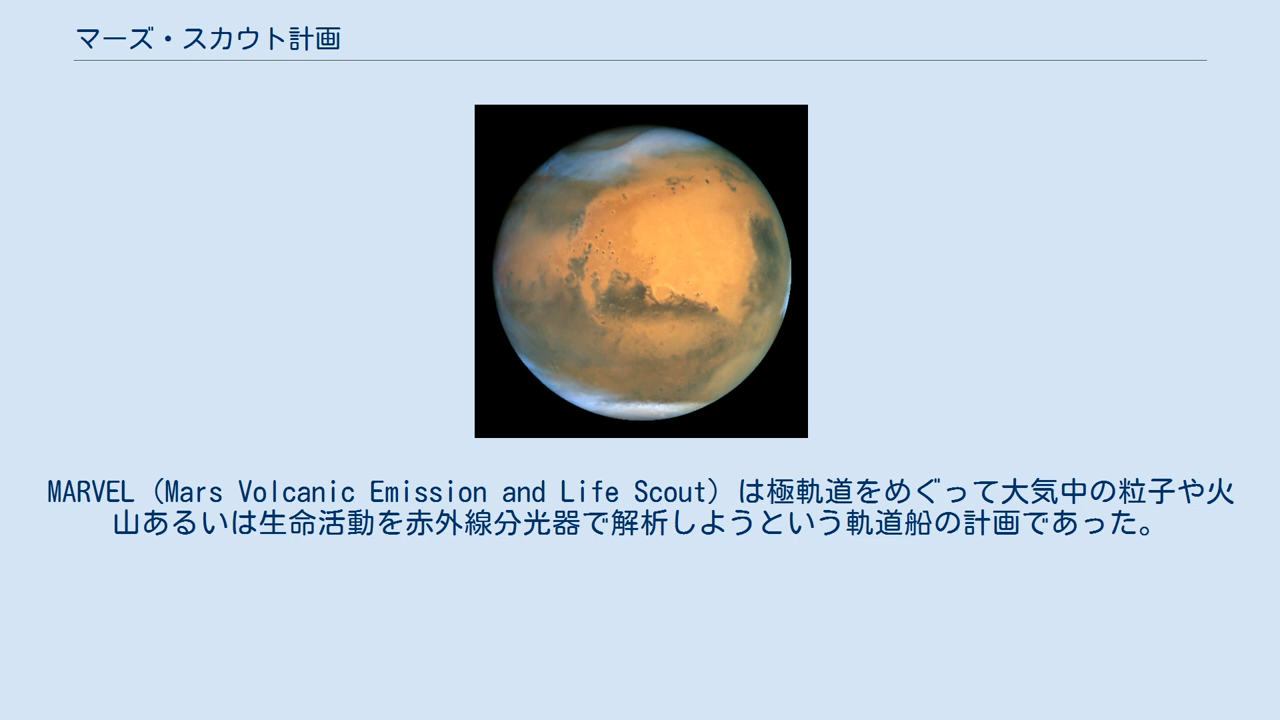 マーズ・スカウト計画
MARVEL（Mars Volcanic Emission and Life Scout）は極軌道をめぐって大気中の粒子や火
山あるいは生命活動を赤外線分光器で解析しようという軌道船の計画であった。